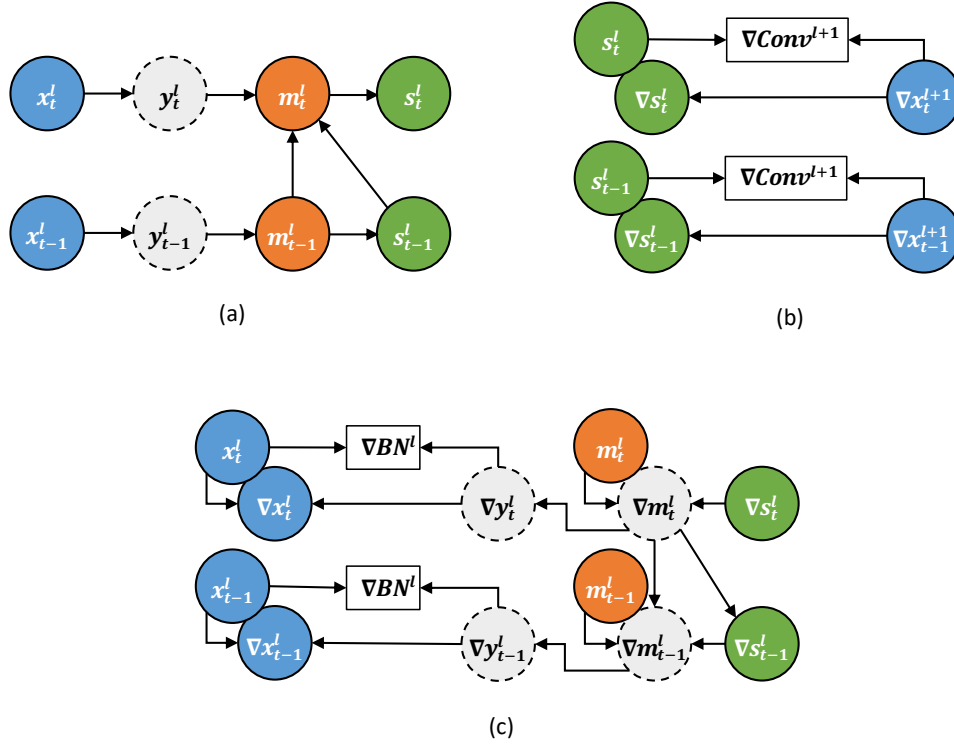 x_t^l y_t^l m_t^l s_t^l
x_{t-1}^l y_{t-1}^l m_{t-1}^l s_{t-1}^l
(a)
s_t^l ∇Conv^{l+1}
∇s_t^l ∇x_t^{l+1}
s_{t-1}^l ∇Conv^{l+1}
∇s_{t-1}^l ∇x_{t-1}^{l+1}
(b)
x_t^l ∇BN^l m_t^l
∇x_t^l ∇y_t^l ∇m_t^l ∇s_t^l
x_{t-1}^l ∇BN^l m_{t-1}^l
∇x_{t-1}^l ∇y_{t-1}^l ∇m_{t-1}^l ∇s_{t-1}^l
(c)